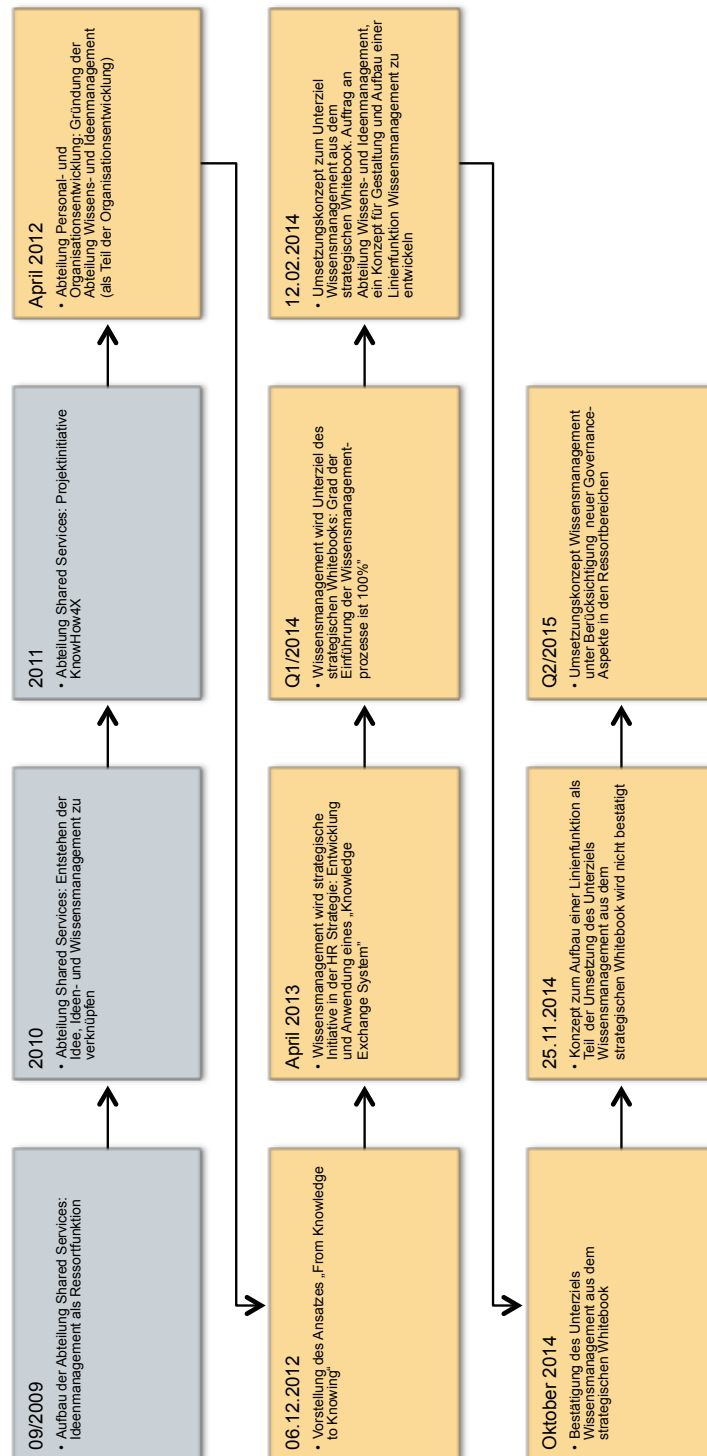 09/2009
• Aufbau der Abteilung Shared Services:
Ideenmanagement als Ressortfunktion
2010
• Abteilung Shared Services: Entstehen der
Idee, Ideen- und Wissensmanagement zu
verknüpfen
2011
• Abteilung Shared Services: Projektinitiative
KnowHow4X
April 2012
• Abteilung Personal- und
Organisationsentwicklung: Gründung der
Abteilung Wissens- und Ideenmanagement
(als Teil der Organisationsentwicklung)
06.12.2012
• Vorstellung des Ansatzes „From Knowledge
to Knowing“
April 2013
• Wissensmanagement wird strategische
Initiative in der HR Strategie: Entwicklung
und Anwendung eines „Knowledge
Exchange System”
Q1/2014
• Wissensmanagement wird Unterziel des
strategischen Whitebooks: Grad der
Einführung der Wissensmanagement-
prozesse ist 100%”
12.02.2014
• Umsetzungskonzept zum Unterziel
Wissensmanagement aus dem
strategischen Whitebook. Auftrag an
Abteilung Wissens- und Ideenmanagement,
ein Konzept für Gestaltung und Aufbau einer
Linienfunktion Wissensmanagement zu
entwickeln
Oktober 2014
• Bestätigung des Unterziels
Wissensmanagement aus dem
strategischen Whitebook
25.11.2014
• Konzept zum Aufbau einer Linienfunktion als
Teil der Umsetzung des Unterziels
Wissensmanagement aus dem
strategischen Whitebook wird nicht bestätigt
Q2/2015
• Umsetzungskonzept Wissensmanagement
unter Berücksichtigung neuer Governance-
Aspekte in den Ressortbereichen